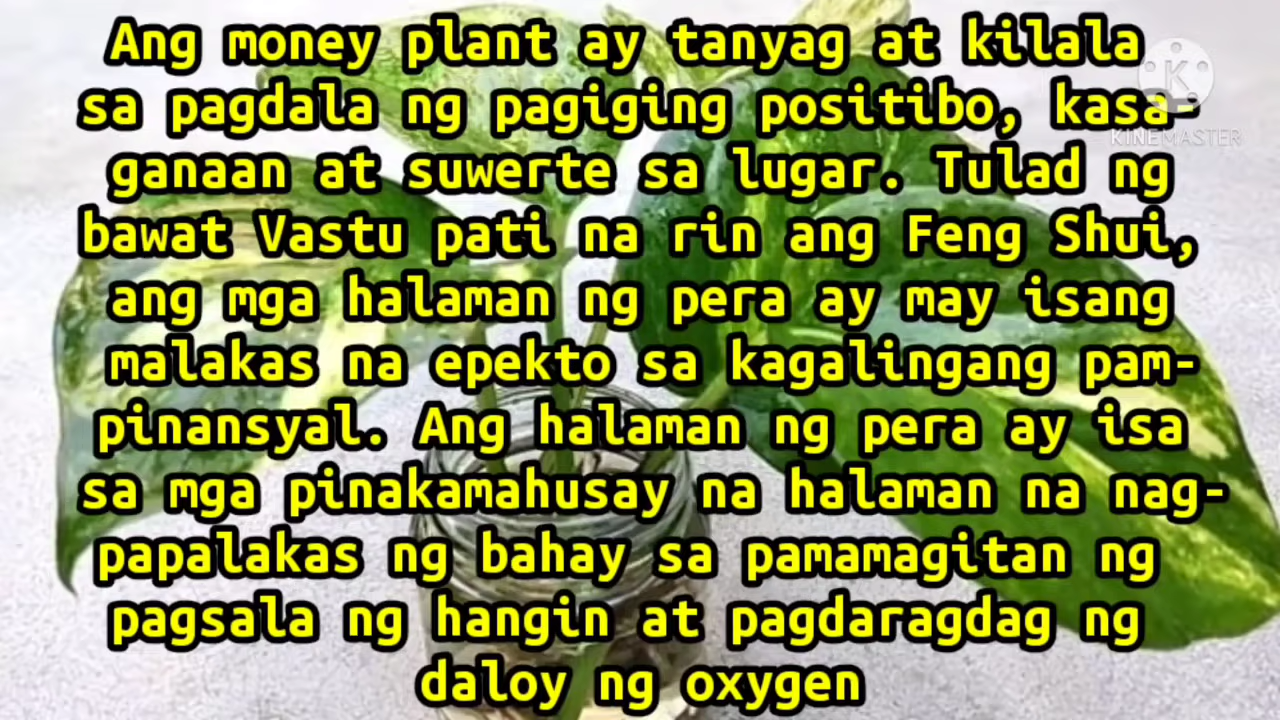 Ang money plant ay tanyag at kilala
sa pagdala ng pagiging positibo, kasa-
ganaan at suwerte sa lugar. Tulad ng
bawat Vastu pati na rin ang Feng Shui,
ang mga halaman ng pera ay may isang
malakas na epekto sa kagalingang pam-
pinansyal. Ang halaman ng pera ay isa
sa mga pinakamahusay na halaman na nag-
papalakas ng bahay sa pamamagitan ng
pagsala ng hangin at pagdaragdag ng
daloy ng oxygen
K
KINEMASTER